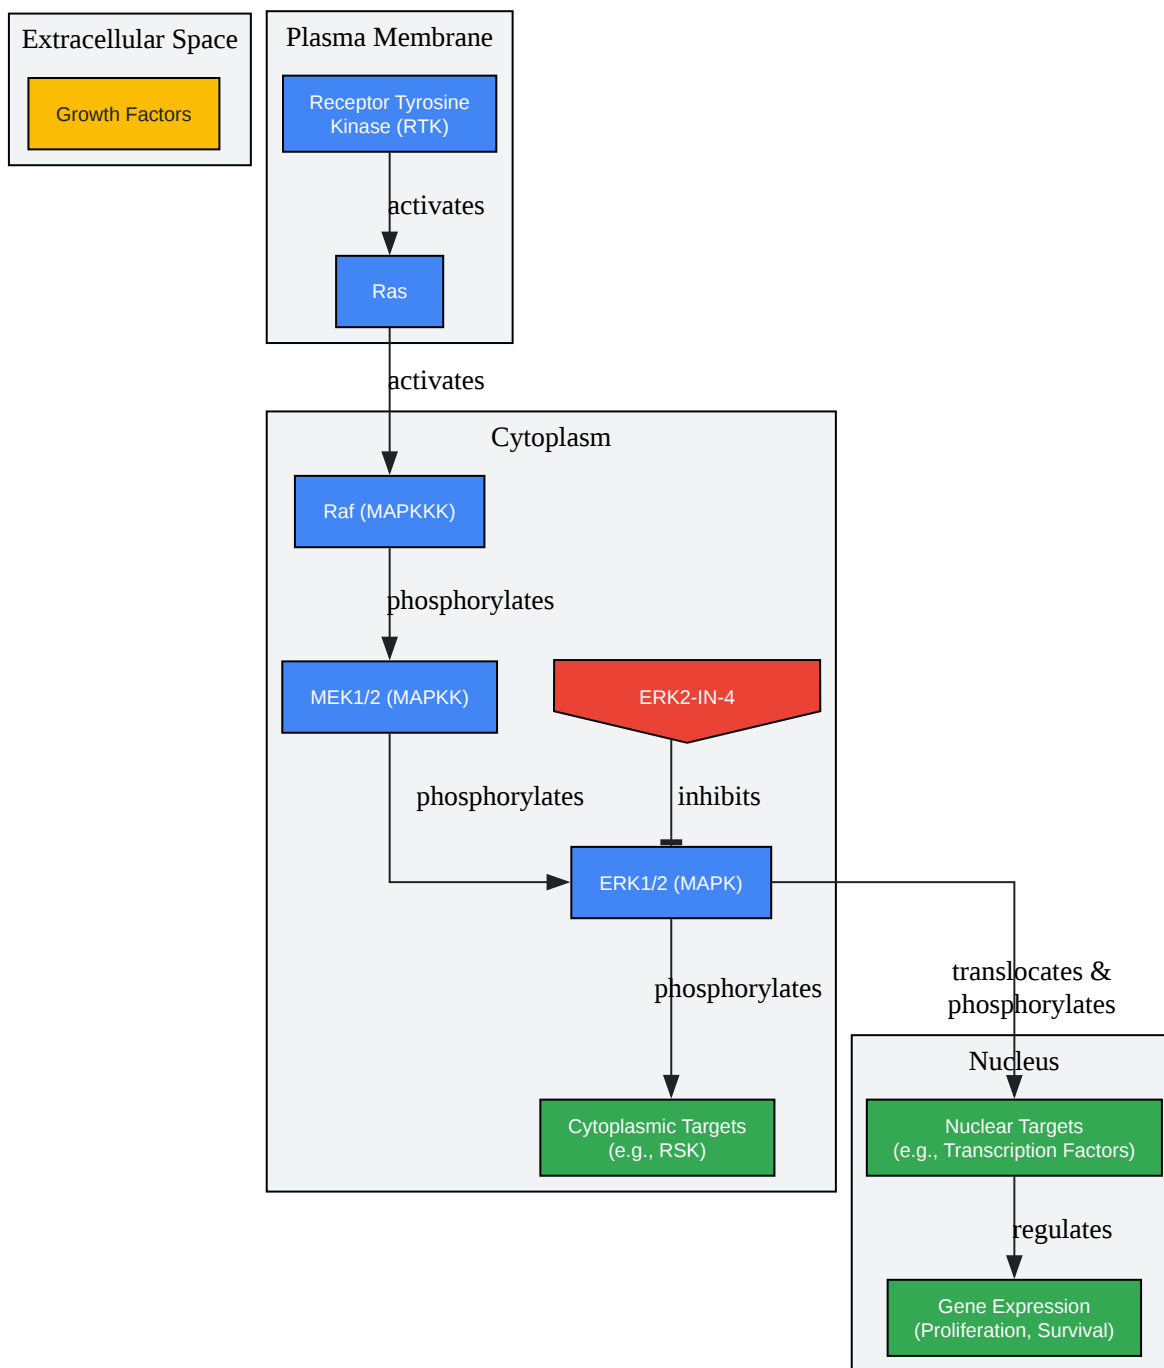 Extracellular Space
Growth Factors
Plasma Membrane
Receptor Tyrosine
Kinase (RTK)
activates
Ras
activates
Cytoplasm
Raf (MAPKKK)
phosphorylates
MEK1/2 (MAPKK)
ERK2-IN-4
phosphorylates
inhibits
ERK1/2 (MAPK)
phosphorylates
translocates &
phosphorylates
Nucleus
Cytoplasmic Targets
(e.g., RSK)
Nuclear Targets
(e.g., Transcription Factors)
regulates
Gene Expression
(Proliferation, Survival)